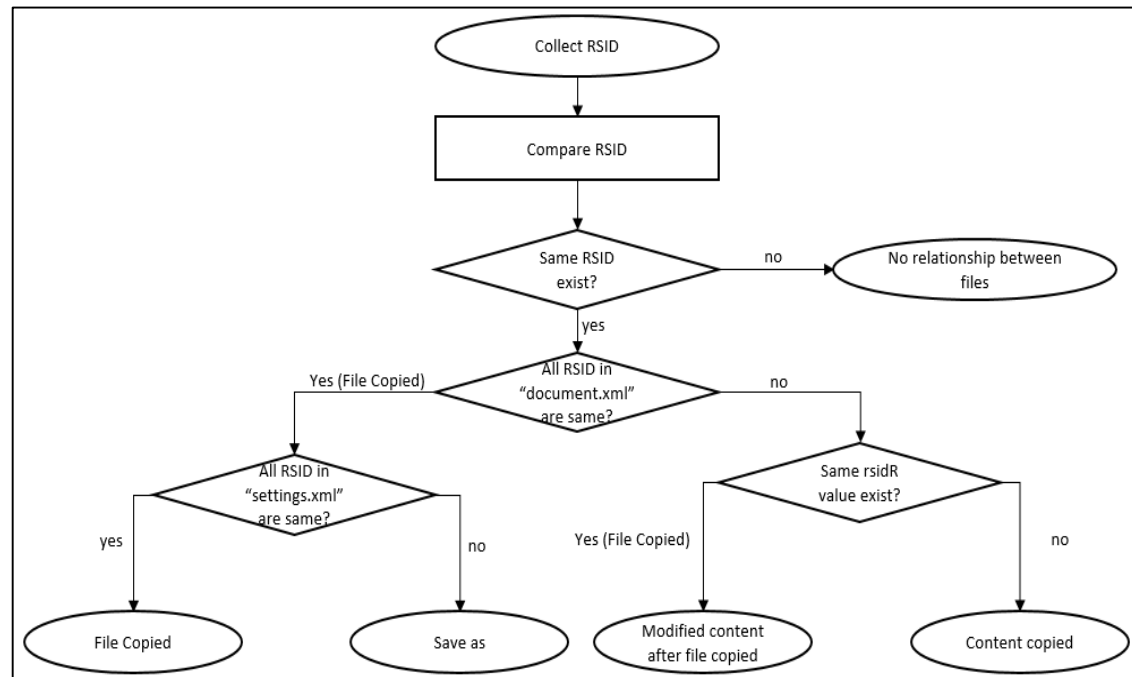 Collect RSID
Compare RSID
Same RSID
exist?
no
No relationship between
files
yes
All RSID in
“document.xml”
are same?
Yes (File Copied)
no
All RSID in
“settings.xml”
are same?
Same rsidR
value exist?
yes
no
Yes (File Copied)
no
File Copied
Save as
Modified content
after file copied
Content copied